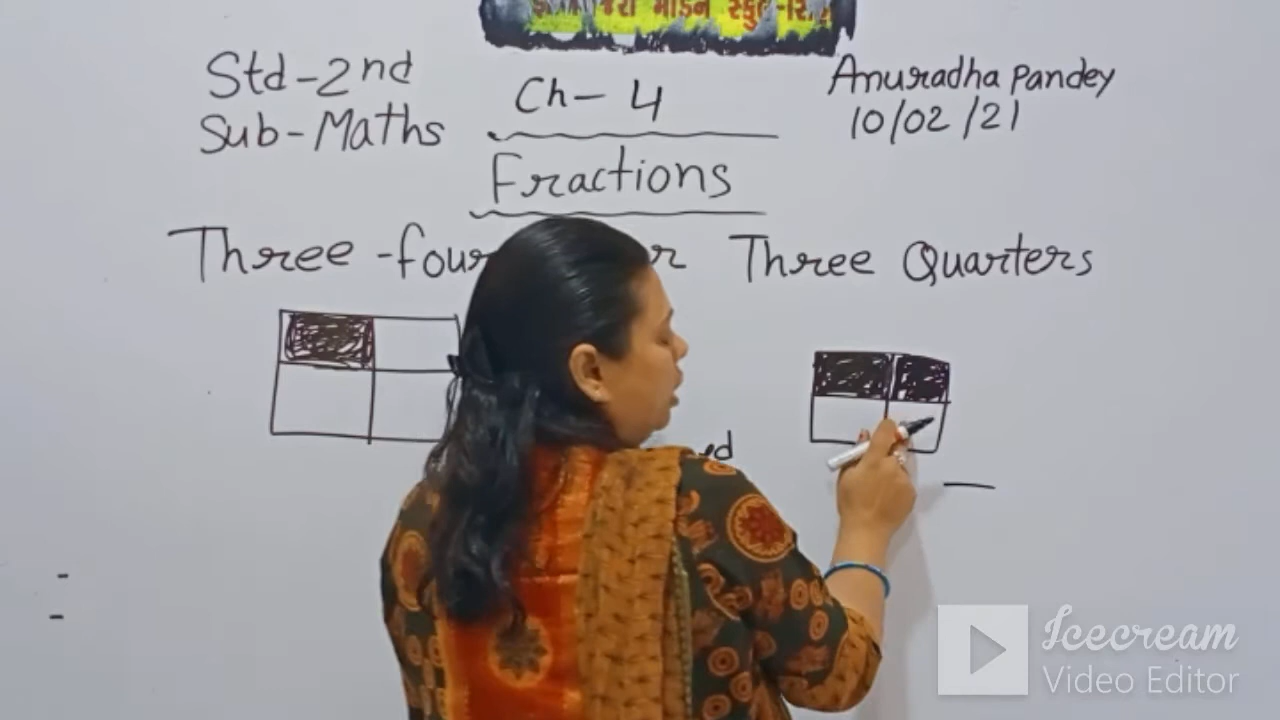 મોડર્ન સ્કુલ
Std-2nd
Sub-Maths
Ch-4
Anuradha Pandey
10/02/21
Fractions
Three-four or Three Quarters
Icecream
Video Editor